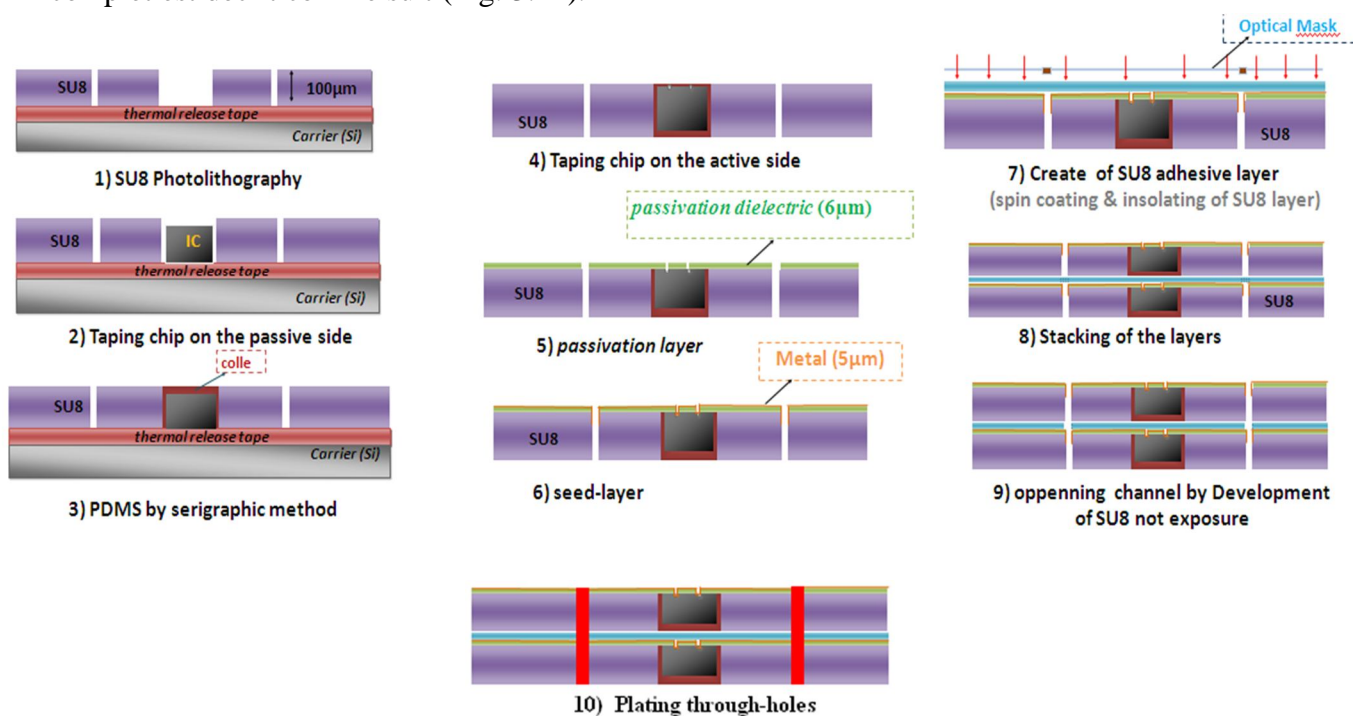 SU8
100µm
thermal release tape
Carrier (Si)
1) SU8 Photolithography
SU8
IC
thermal release tape
Carrier (Si)
2) Taping chip on the passive side
colle
SU8
thermal release tape
Carrier (Si)
3) PDMS by serigraphic method
SU8
4) Taping chip on the active side
passivation dielectric (6µm)
SU8
5) passivation layer
Metal (5µm)
SU8
6) seed-layer
Optical Mask
SU8
7) Create of SU8 adhesive layer
(spin coating & insolating of SU8 layer)
SU8
8) Stacking of the layers
9) oppenning channel by Development
of SU8 not exposure
10) Plating through-holes